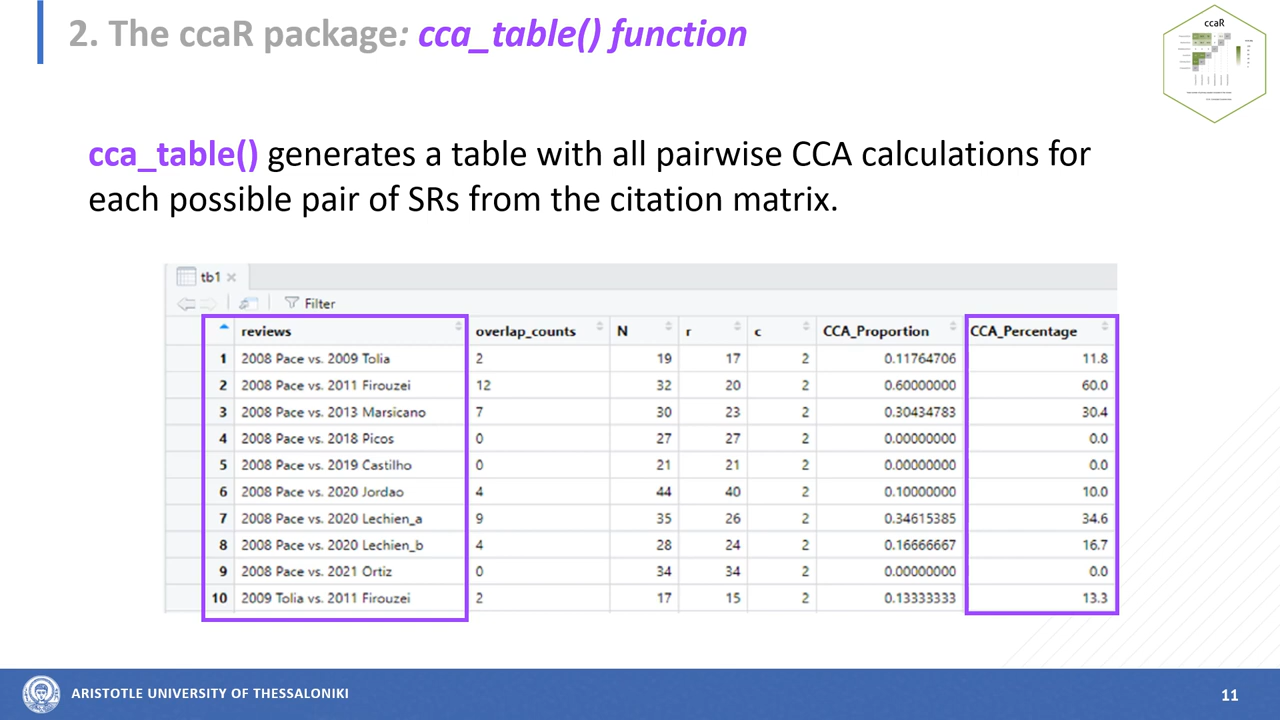 2. The ccaR package: cca_table() function
ccaR
cca_table() generates a table with all pairwise CCA calculations for
each possible pair of SRs from the citation matrix.
tb1
Filter
reviews overlap_counts N r c CCA_Proportion CCA_Percentage
1 2008 Pace vs. 2009 Tolia 2 19 17 2 0.11764706 11.8
2 2008 Pace vs. 2011 Firouzei 12 32 20 2 0.60000000 60.0
3 2008 Pace vs. 2013 Marsicano 7 30 23 2 0.30434783 30.4
4 2008 Pace vs. 2018 Picos 0 27 27 2 0.00000000 0.0
5 2008 Pace vs. 2019 Castilho 0 21 21 2 0.00000000 0.0
6 2008 Pace vs. 2020 Jordao 4 44 40 2 0.10000000 10.0
7 2008 Pace vs. 2020 Lechien_a 9 35 26 2 0.34615385 34.6
8 2008 Pace vs. 2020 Lechien_b 4 28 24 2 0.16666667 16.7
9 2008 Pace vs. 2021 Ortiz 0 34 34 2 0.00000000 0.0
10 2009 Tolia vs. 2011 Firouzei 2 17 15 2 0.13333333 13.3
ARISTOTLE UNIVERSITY OF THESSALONIKI
11